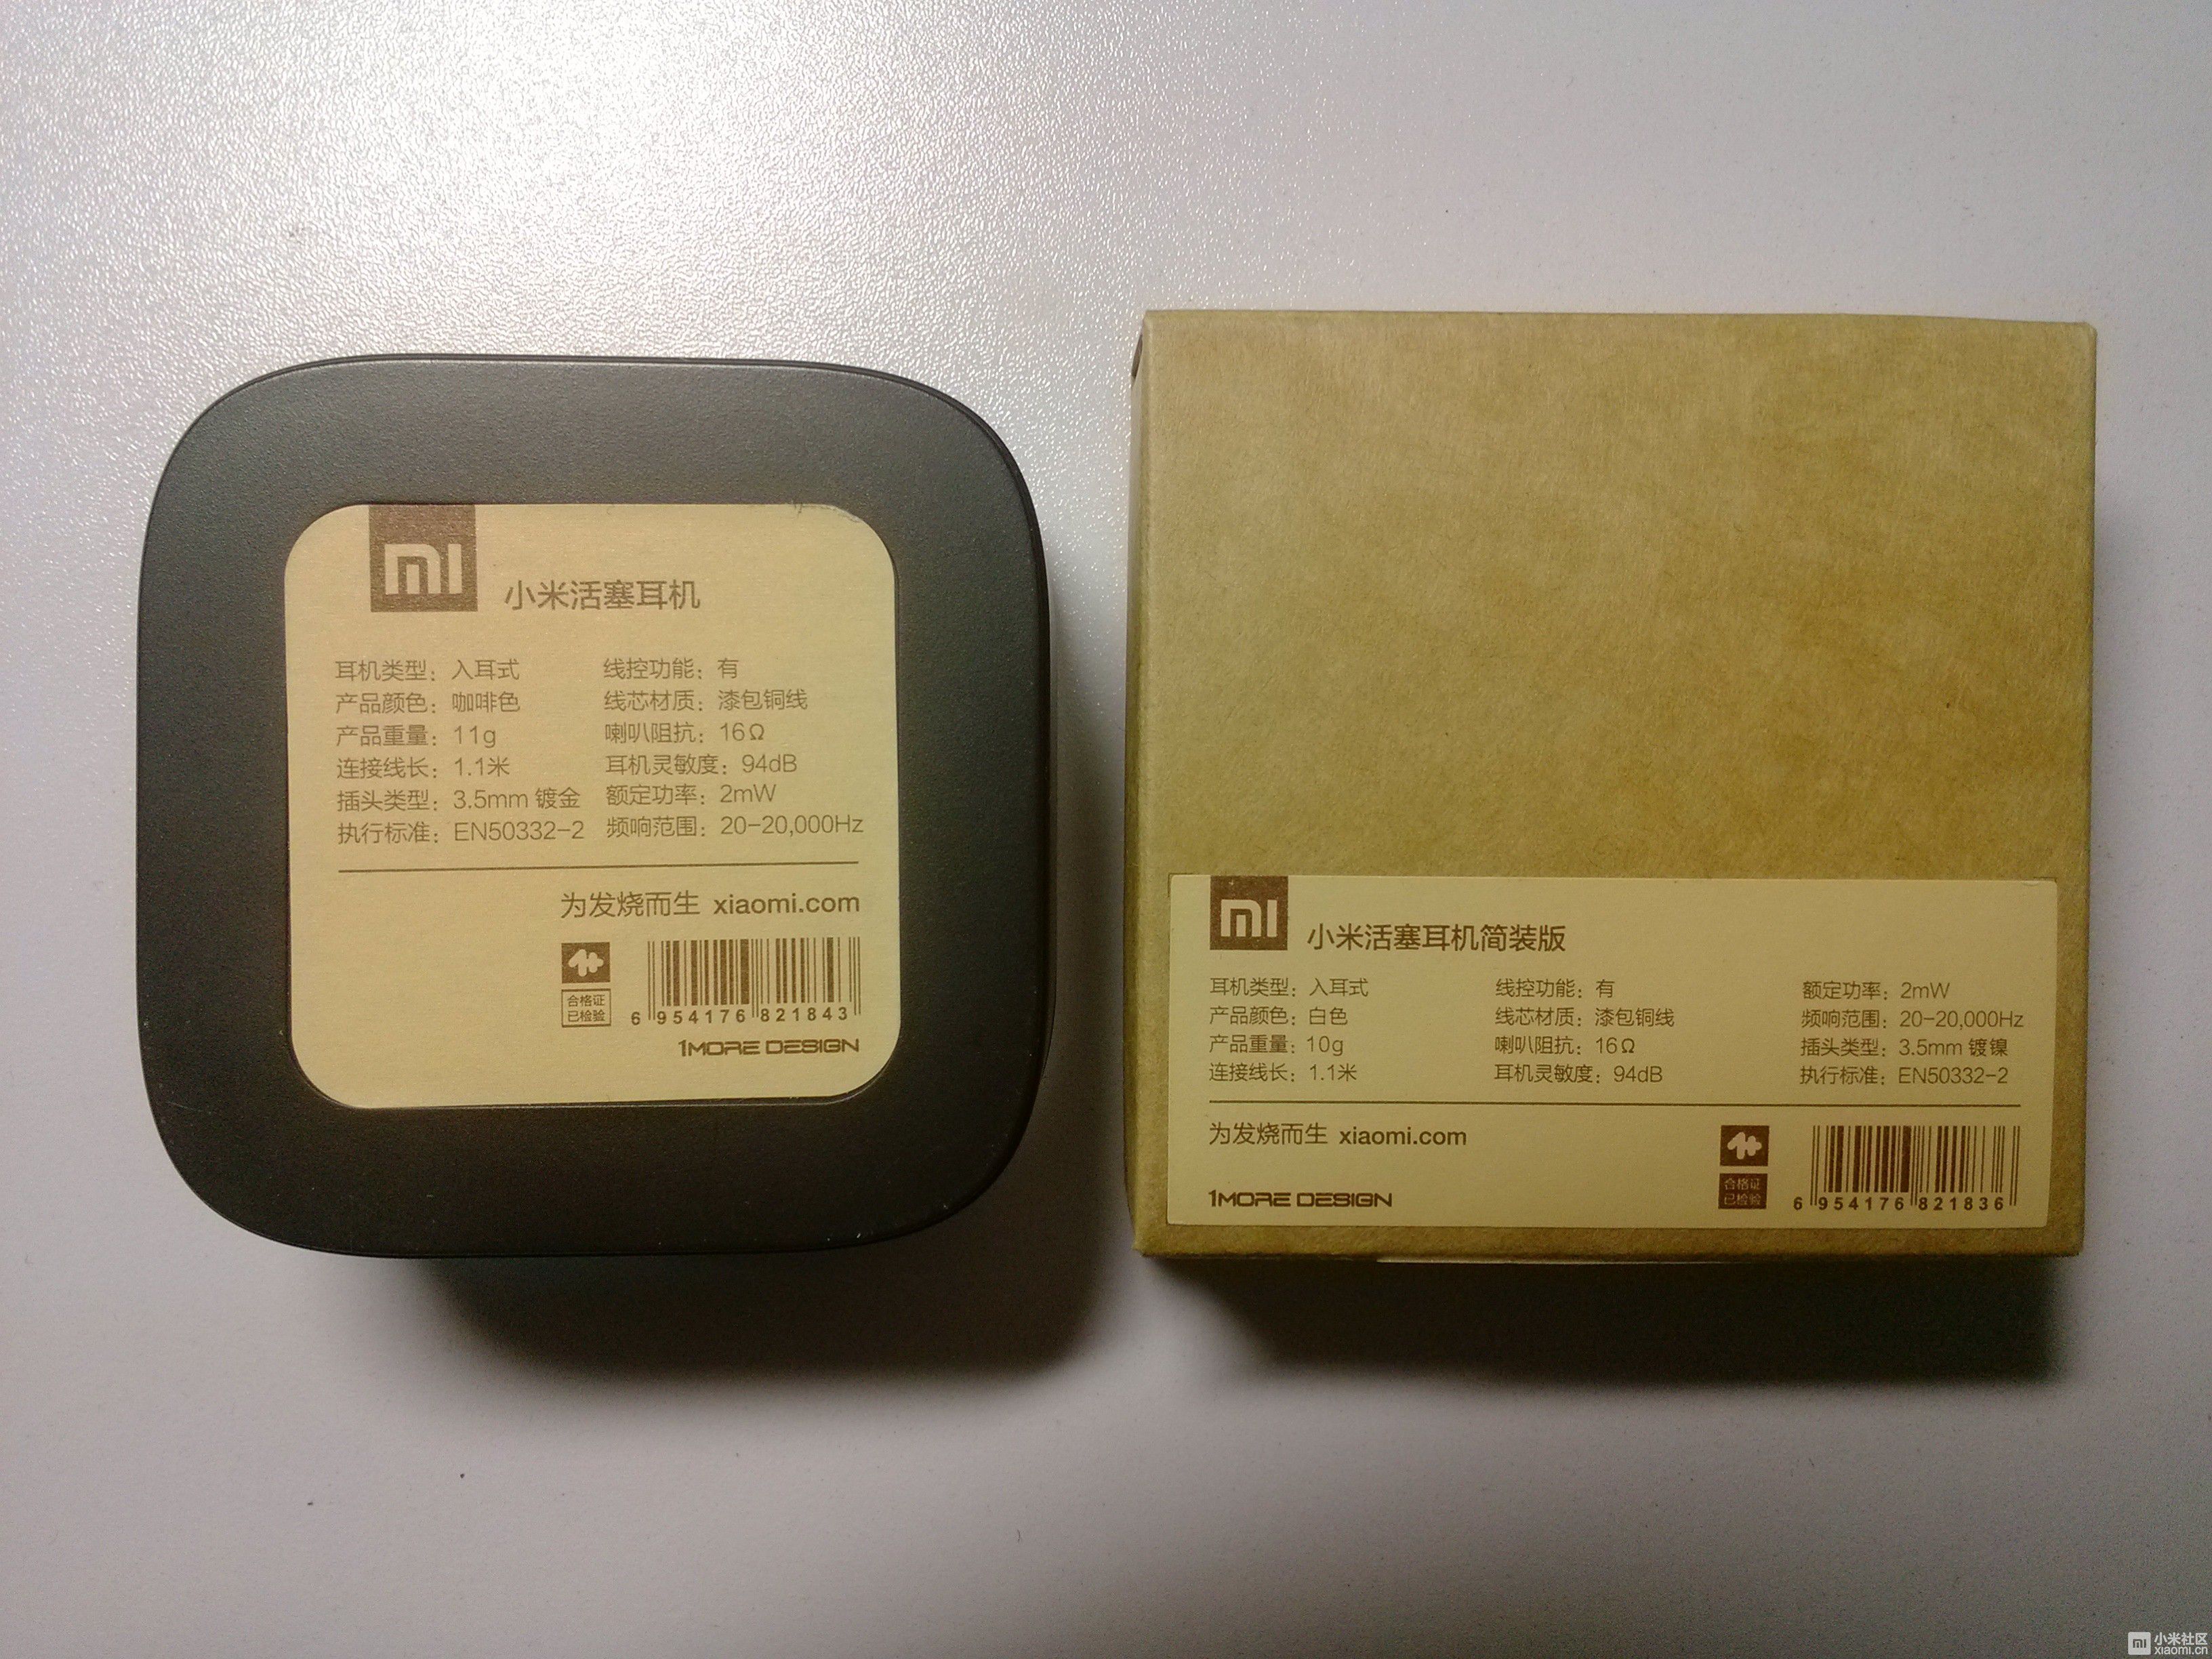 mi
小米活塞耳机
耳机类型：入耳式
产品颜色：咖啡色
产品重量：11g
连接线长：1.1米
插头类型：3.5mm 镀金
执行标准：EN50332-2
线控功能：有
线芯材质：漆包铜线
喇叭阻抗：16Ω
耳机灵敏度：94dB
额定功率：2mW
频响范围：20-20,000Hz
为发烧而生 xiaomi.com
合格证
已检验
6 954176 821843
1MORE DESIGN
mi
小米活塞耳机简装版
耳机类型：入耳式
产品颜色：白色
产品重量：10g
连接线长：1.1米
线控功能：有
线芯材质：漆包铜线
喇叭阻抗：16Ω
耳机灵敏度：94dB
额定功率：2mW
频响范围：20-20,000Hz
插头类型：3.5mm 镀镍
执行标准：EN50332-2
为发烧而生 xiaomi.com
1MORE DESIGN
合格证
已检验
6 954176 821836
mi 小米社区
xiaomi.cn